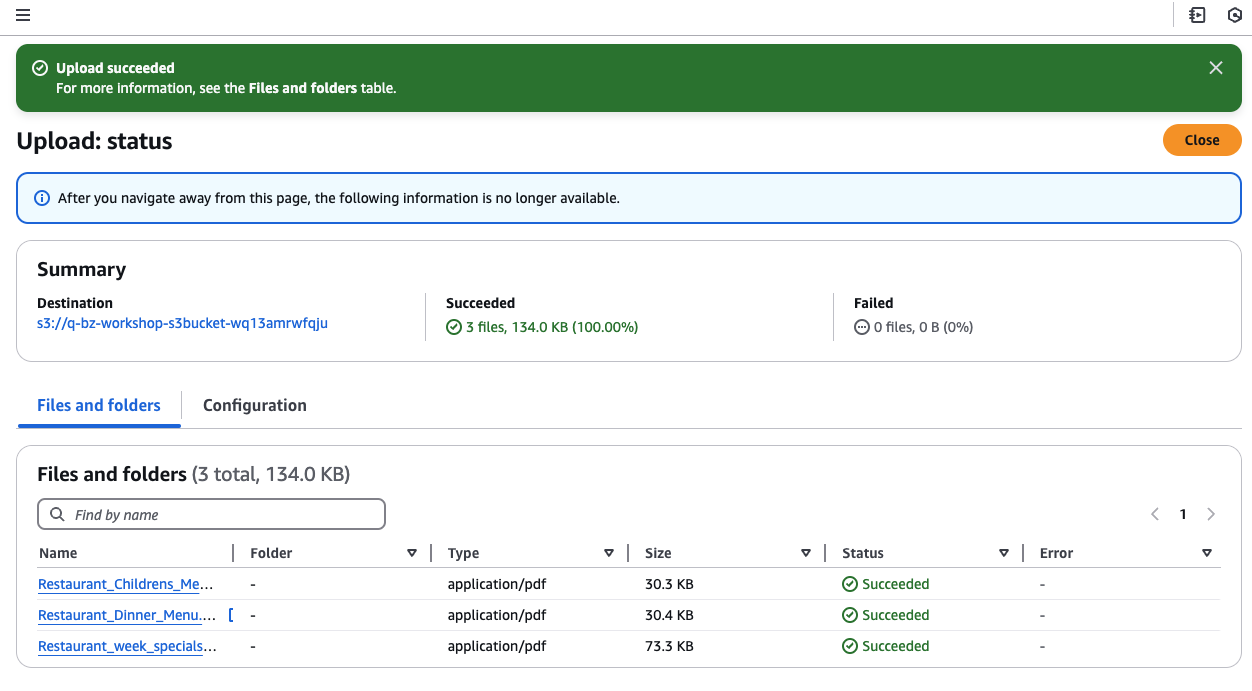 Upload succeeded
For more information, see the Files and folders table.
Upload: status
Close
After you navigate away from this page, the following information is no longer available.
Summary
Destination
s3://q-bz-workshop-s3bucket-wq13amrwfqju
Succeeded
3 files, 134.0 KB (100.00%)
Failed
0 files, 0 B (0%)
Files and folders
Configuration
Files and folders (3 total, 134.0 KB)
Find by name
1
Name Folder Type Size Status Error
Restaurant_Childrens_Me... - application/pdf 30.3 KB Succeeded -
Restaurant_Dinner_Menu.... - application/pdf 30.4 KB Succeeded -
Restaurant_week_specials... - application/pdf 73.3 KB Succeeded -